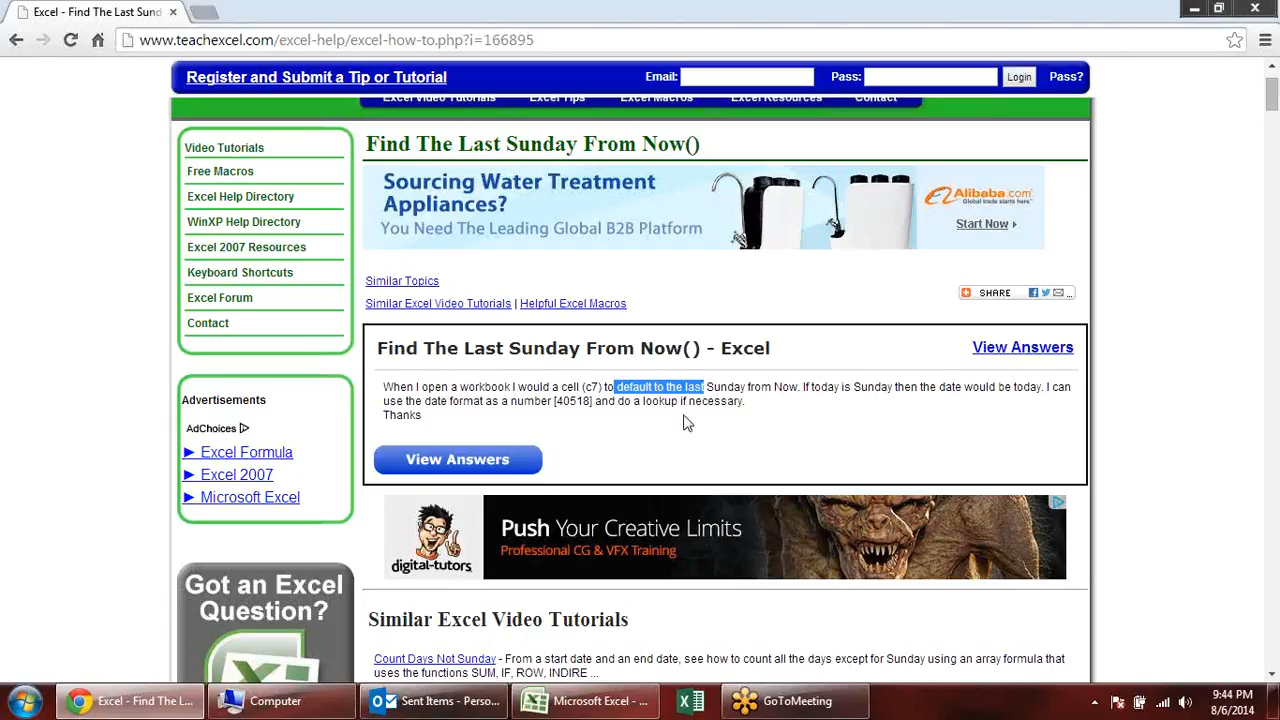 Excel - Find The Last Sund
www.teachexcel.com/excel-help/excel-how-to.php?i=166895
Register and Submit a Tip or Tutorial
Email:
Pass:
Login
Pass?
Excel Video Tutorials
Excel Tips
Excel Macros
Excel Resources
Contact
Video Tutorials
Free Macros
Excel Help Directory
WinXP Help Directory
Excel 2007 Resources
Keyboard Shortcuts
Excel Forum
Contact
Advertisements
AdChoices
► Excel Formula
► Excel 2007
► Microsoft Excel
Got an Excel
Question?
Find The Last Sunday From Now()
Sourcing Water Treatment
Appliances?
You Need The Leading Global B2B Platform
Alibaba.com
Global trade starts here.™
Start Now
Similar Topics
Similar Excel Video Tutorials | Helpful Excel Macros
SHARE
Find The Last Sunday From Now() - Excel
View Answers
When I open a workbook I would a cell (c7) to default to the last Sunday from Now. If today is Sunday then the date would be today. I can
use the date format as a number [40518] and do a lookup if necessary.
Thanks
View Answers
digital-tutors
Push Your Creative Limits
Professional CG & VFX Training
Similar Excel Video Tutorials
Count Days Not Sunday - From a start date and an end date, see how to count all the days except for Sunday using an array formula that
uses the functions SUM, IF, ROW, INDIRE ...
Excel - Find The L...
Computer
Sent Items - Perso...
Microsoft Excel - ...
GoToMeeting
9:44 PM
8/6/2014